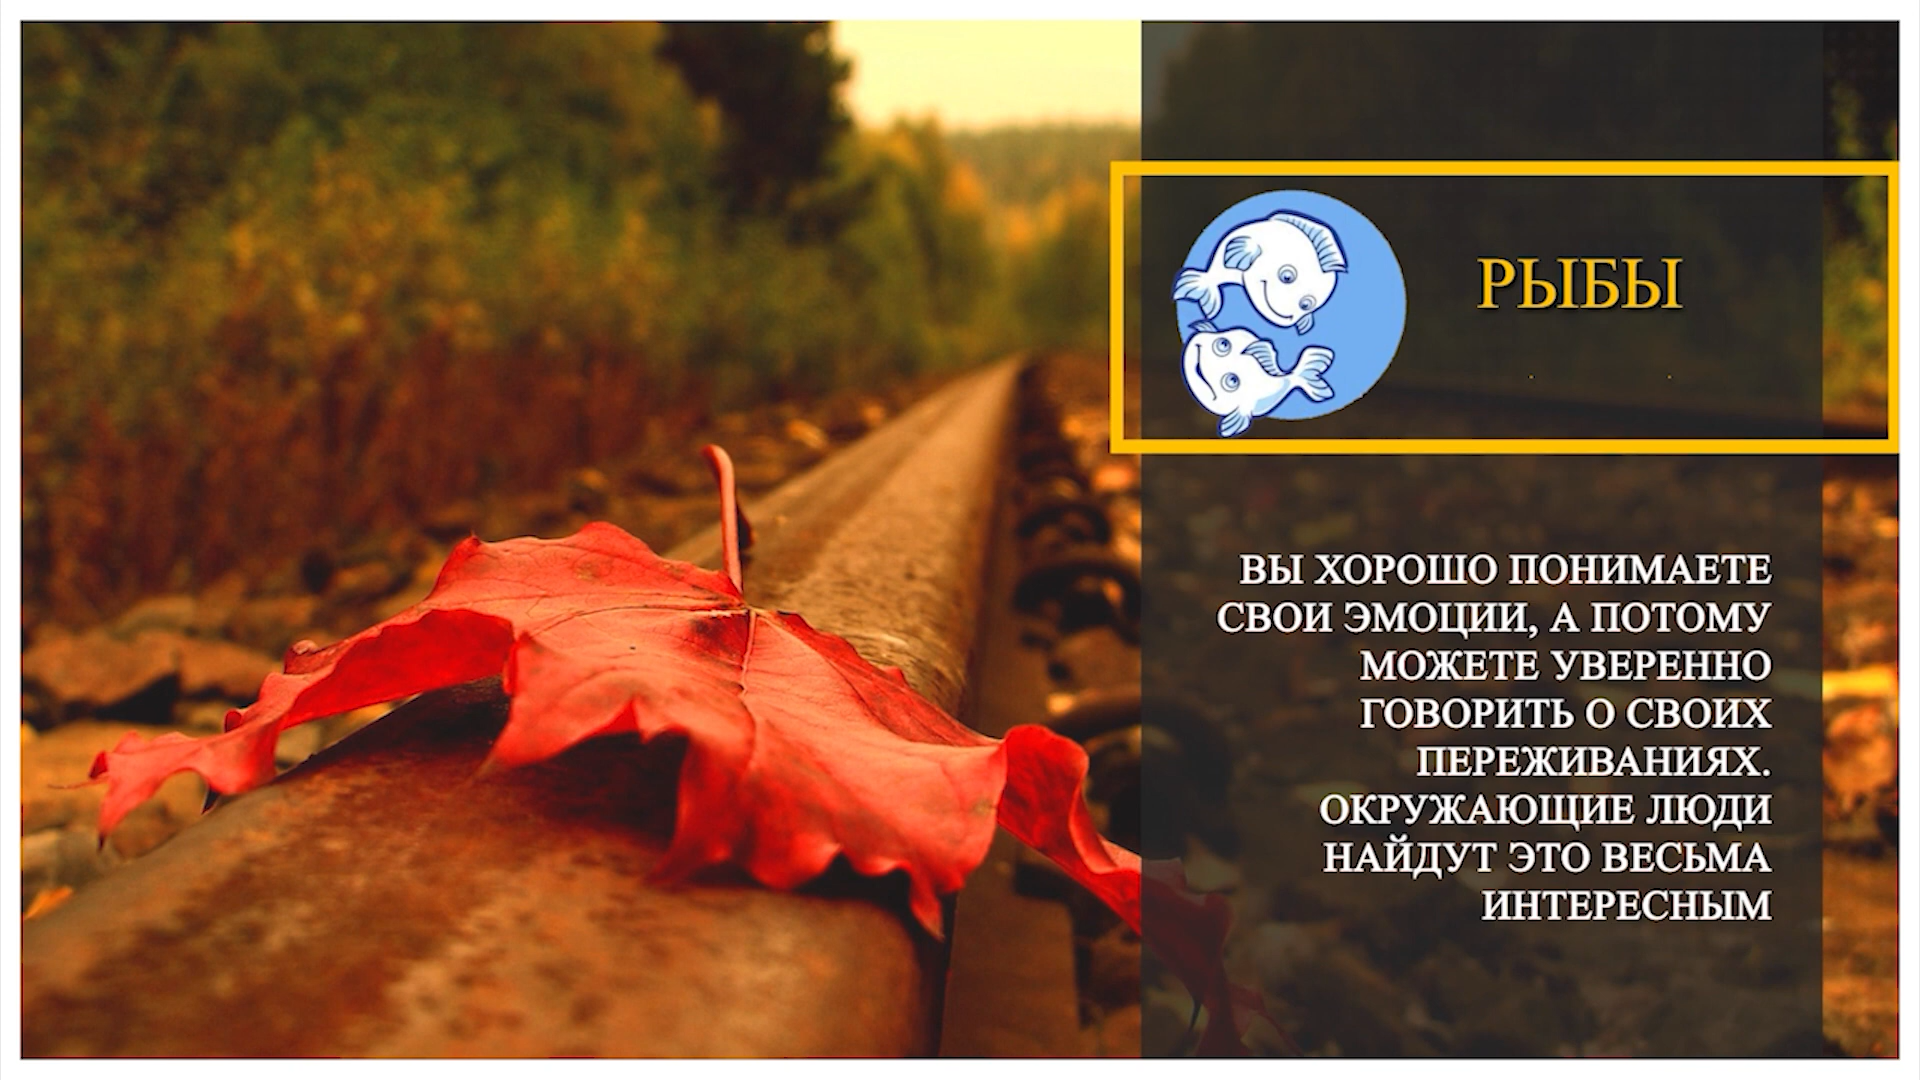 РЫБЫ
ВЫ ХОРОШО ПОНИМАЕТЕ
СВОИ ЭМОЦИИ, А ПОТОМУ
МОЖЕТЕ УВЕРЕННО
ГОВОРИТЬ О СВОИХ
ПЕРЕЖИВАНИЯХ.
ОКРУЖАЮЩИЕ ЛЮДИ
НАЙДУТ ЭТО ВЕСЬМА
ИНТЕРЕСНЫМ